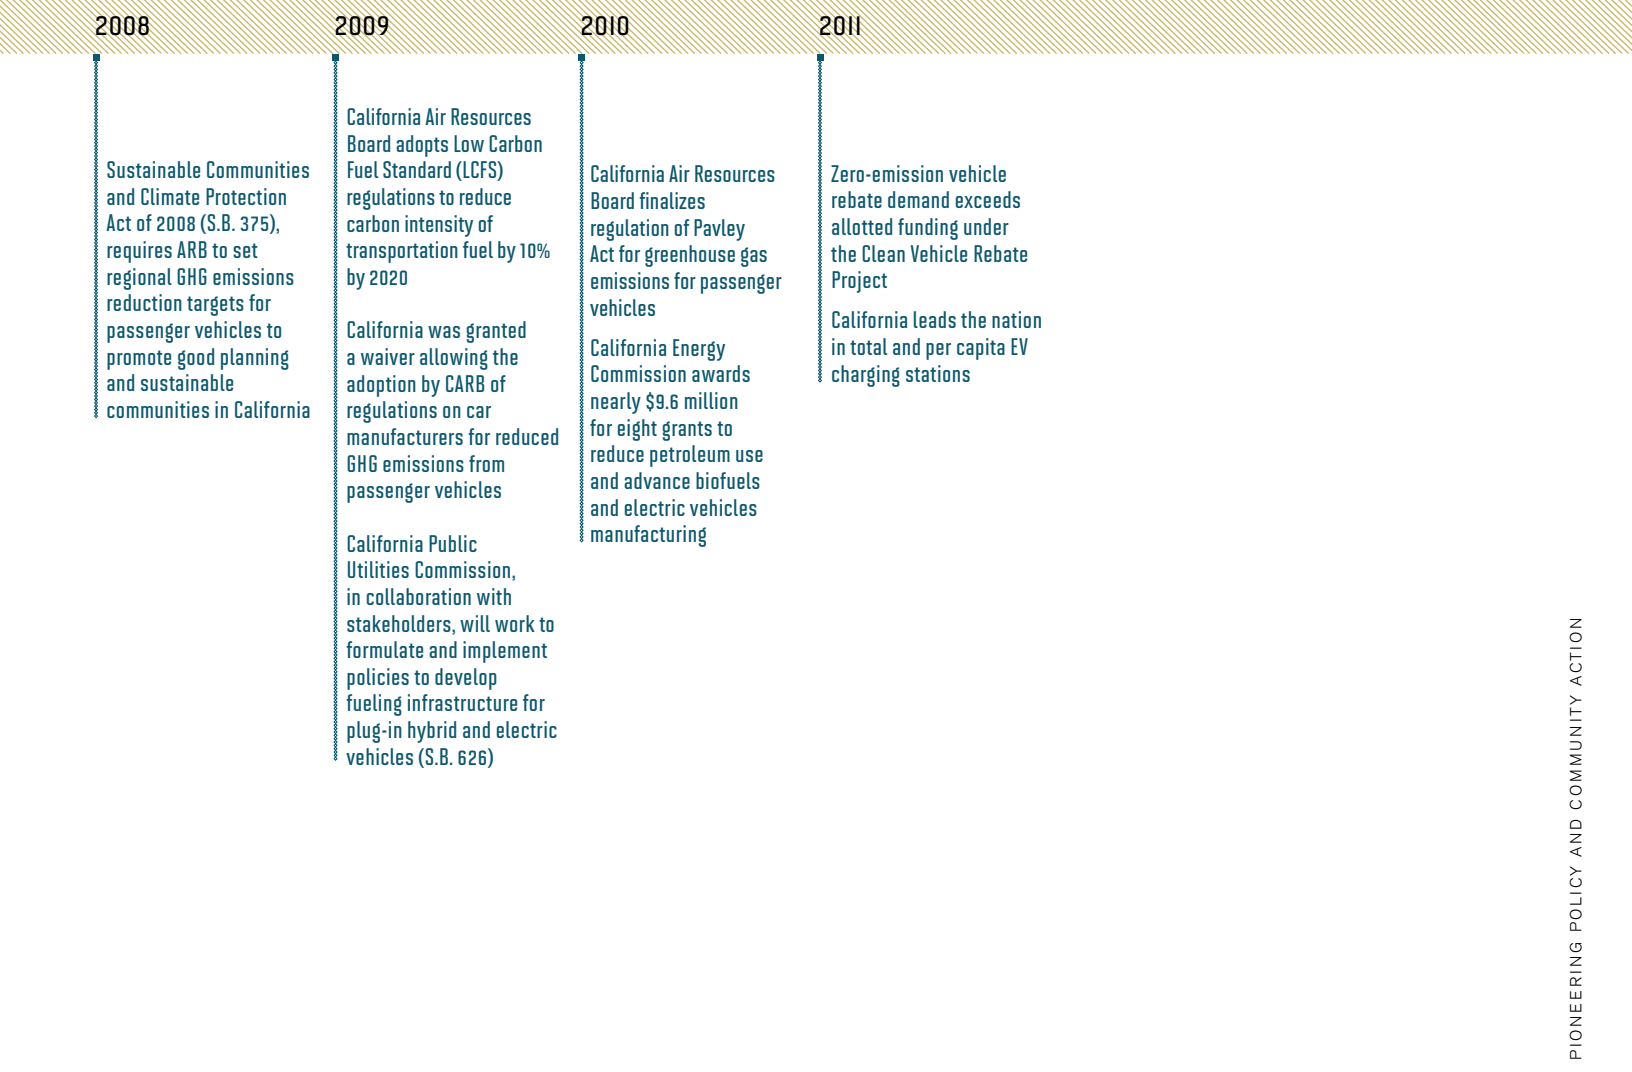 2008
Sustainable Communities
and Climate Protection
Act of 2008 (S.B. 375),
requires ARB to set
regional GHG emissions
reduction targets for
passenger vehicles to
promote good planning
and sustainable
communities in California
2009
California Air Resources
Board adopts Low Carbon
Fuel Standard (LCFS)
regulations to reduce
carbon intensity of
transportation fuel by 10%
by 2020
California was granted
a waiver allowing the
adoption by CARB of
regulations on car
manufacturers for reduced
GHG emissions from
passenger vehicles
California Public
Utilities Commission,
in collaboration with
stakeholders, will work to
formulate and implement
policies to develop
fueling infrastructure for
plug-in hybrid and electric
vehicles (S.B. 626)
2010
California Air Resources
Board finalizes
regulation of Pavley
Act for greenhouse gas
emissions for passenger
vehicles
California Energy
Commission awards
nearly $9.6 million
for eight grants to
reduce petroleum use
and advance biofuels
and electric vehicles
manufacturing
2011
Zero-emission vehicle
rebate demand exceeds
allotted funding under
the Clean Vehicle Rebate
Project
California leads the nation
in total and per capita EV
charging stations
PIONEERING POLICY AND COMMUNITY ACTION